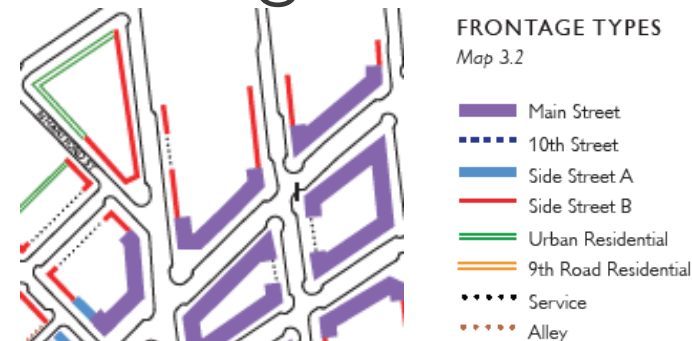 FRONTAGE TYPES
Map 3.2
Main Street
10th Street
Side Street A
Side Street B
Urban Residential
9th Road Residential
Service
Alley